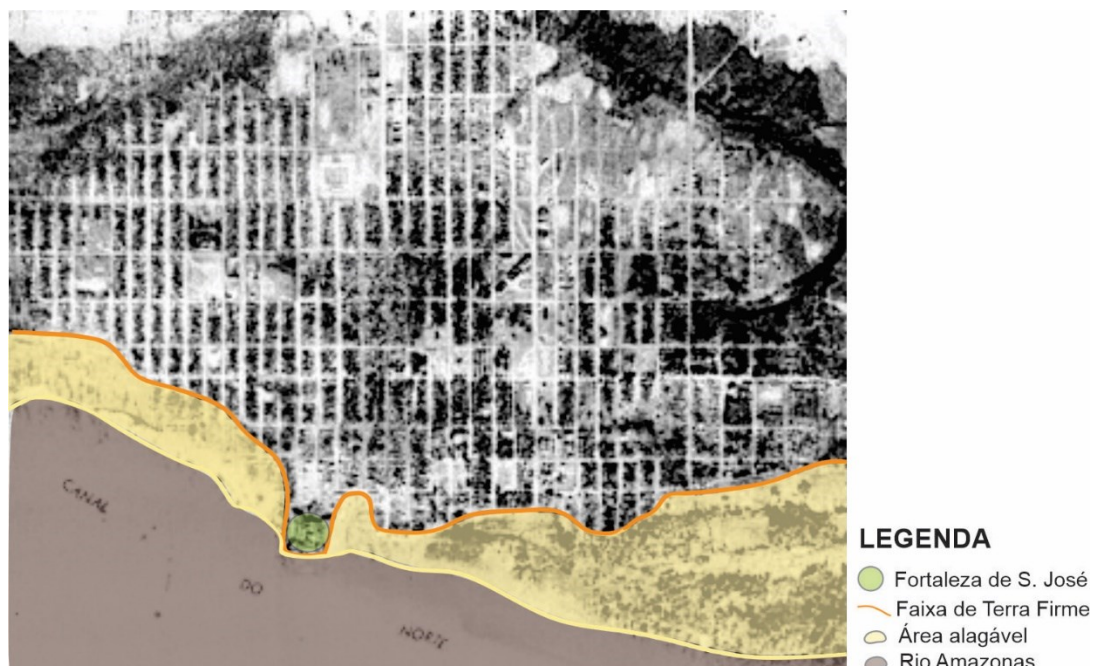 CANAL
DO
NORTE
LEGENDA
Fortaleza de S. José
Faixa de Terra Firme
Área alagável
Rio Amazonas